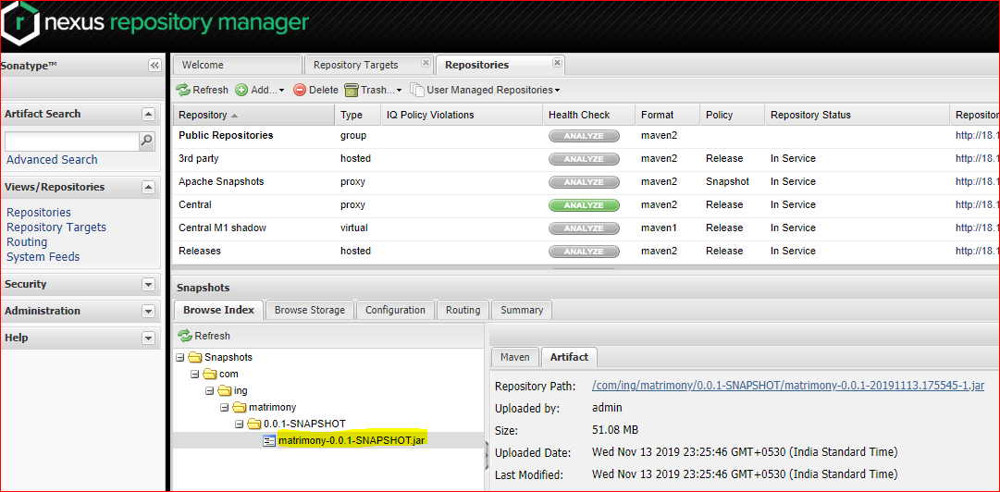 nexus repository manager
Sonatype™
Welcome
Repository Targets
Repositories
Refresh Add... Delete Trash... User Managed Repositories
Artifact Search
Advanced Search
Views/Repositories
Repositories
Repository Targets
Routing
System Feeds
Security
Administration
Help
Repository Type IQ Policy Violations Health Check Format Policy Repository Status Repositor
Public Repositories group ANALYZE maven2 http://18.1
3rd party hosted ANALYZE maven2 Release In Service http://18.1
Apache Snapshots proxy ANALYZE maven2 Snapshot In Service http://18.1
Central proxy ANALYZE maven2 Release In Service http://18.1
Central M1 shadow virtual ANALYZE maven1 Release In Service http://18.1
Releases hosted ANALYZE maven2 Release In Service http://18.1
Snapshots
Browse Index Browse Storage Configuration Routing Summary
Refresh
Snapshots
com
ing
matrimony
0.0.1-SNAPSHOT
matrimony-0.0.1-SNAPSHOT.jar
Maven Artifact
Repository Path: /com/ing/matrimony/0.0.1-SNAPSHOT/matrimony-0.0.1-20191113.175545-1.jar
Uploaded by: admin
Size: 51.08 MB
Uploaded Date: Wed Nov 13 2019 23:25:46 GMT+0530 (India Standard Time)
Last Modified: Wed Nov 13 2019 23:25:46 GMT+0530 (India Standard Time)